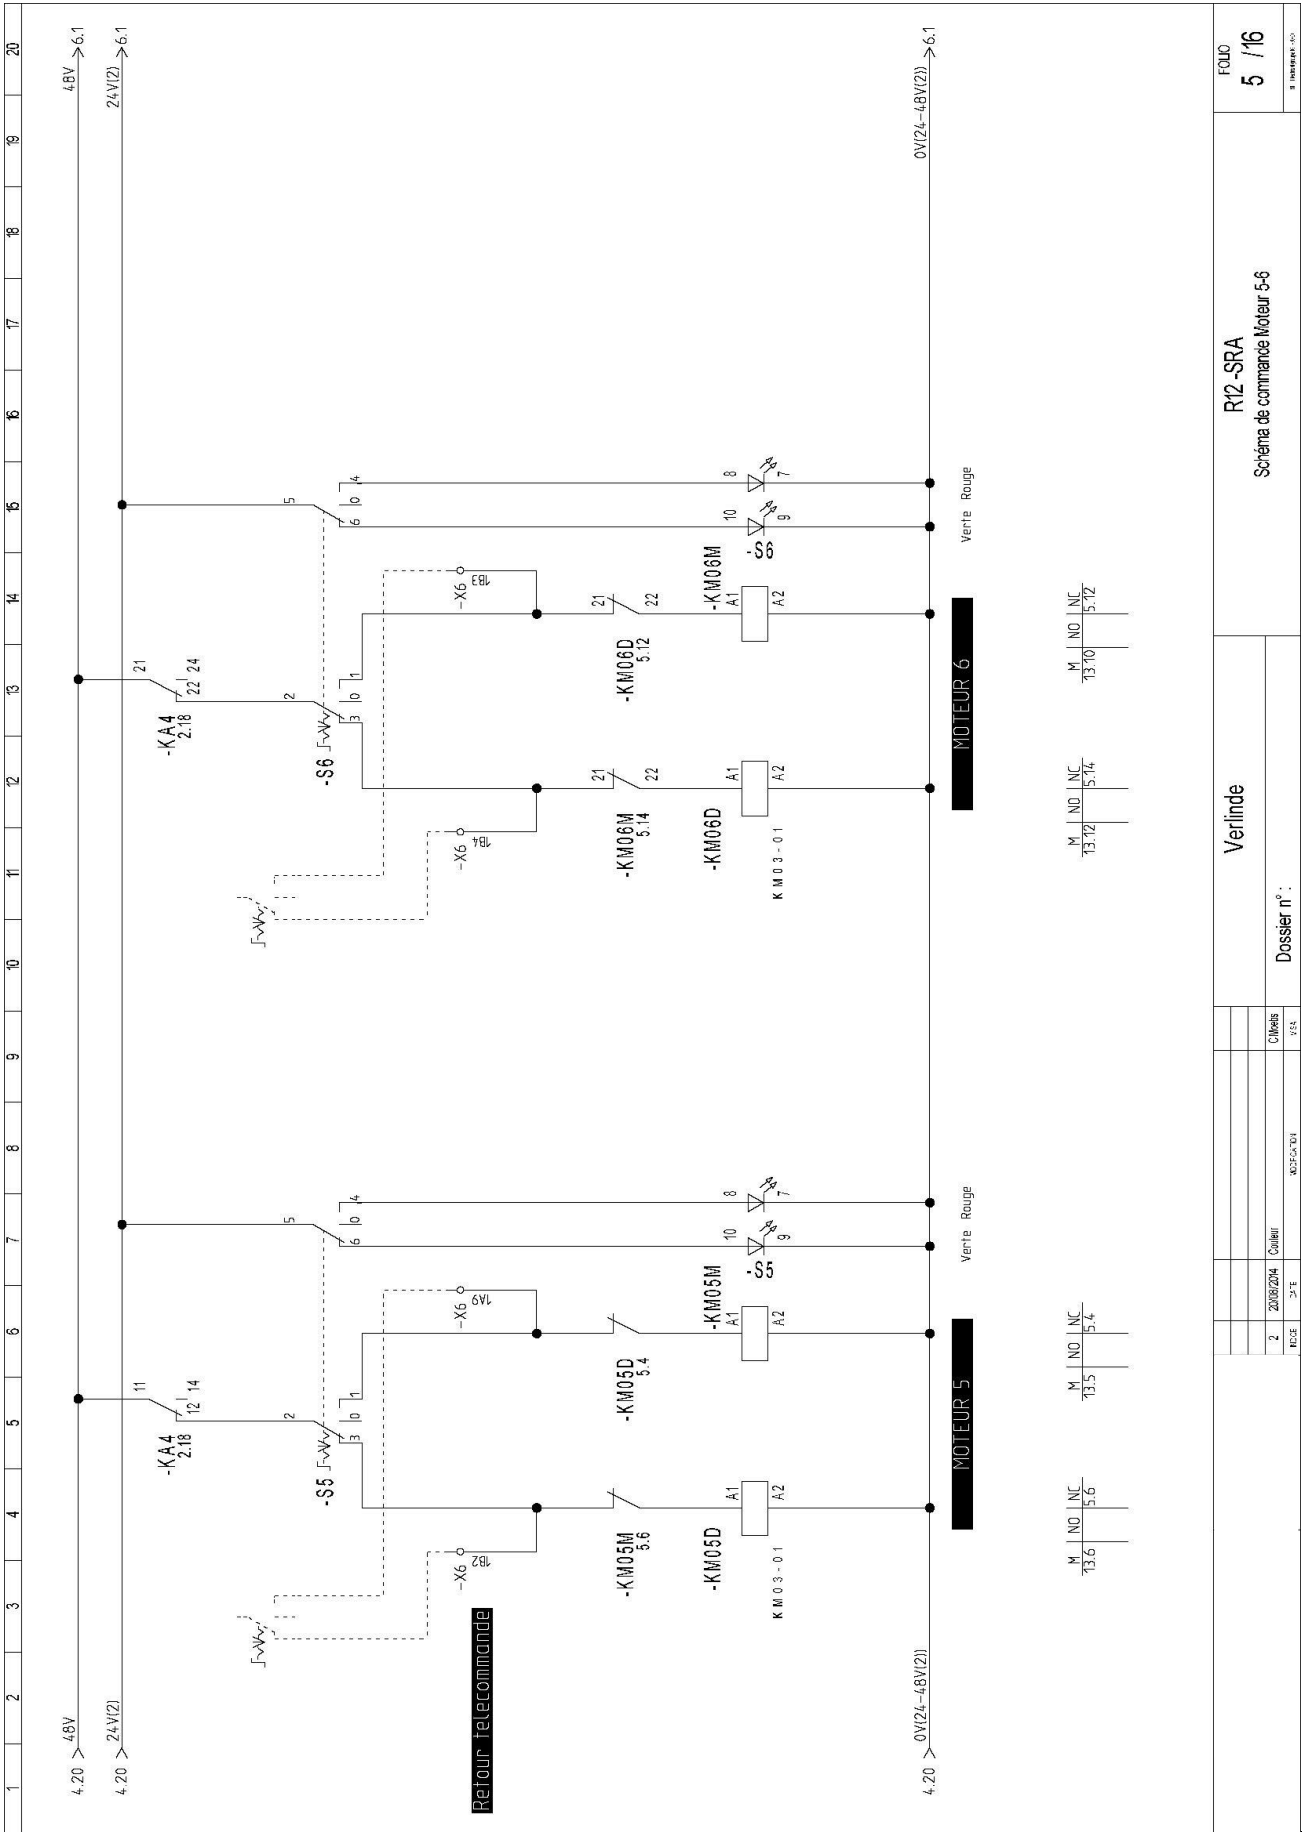 1 2 3 4 5 6 7 8 9 10 11 12 13 14 15 16 17 18 19 20
4.20 48V
48V 6.1
4.20 24V(2)
24V(2) 6.1
-KA4
2.18
11
12 14
-KA4
2.18
21
22 24
-S5
2
3 0 1
5
6 0 4
-S6
2
3 0 1
5
6 0 4
Retour telecommande
-X6
1B2
-X6
1A9
-X6
1B4
-X6
1B3
-KM05M
5.6
-KM05D
5.4
-KM06M
5.14
21
22
-KM06D
5.12
21
22
-KM05D
A1
A2
KM03-01
-KM05M
A1
A2
-S5
10
9
8
7
-KM06D
A1
A2
KM03-01
-KM06M
A1
A2
-S6
10
9
8
7
4.20 0V(24-48V(2))
0V(24-48V(2)) 6.1
MOTEUR 5
Verte Rouge
MOTEUR 6
Verte Rouge
M NO NC
13.6 5.6
M NO NC
13.5 5.4
M NO NC
13.12 5.14
M NO NC
13.10 5.12
2 20/08/2014 Couleur C.Moebs
INDICE DATE MODIFICATION VISA
Verlinde
Dossier n° :
R12 -SRA
Schéma de commande Moteur 5-6
FOLIO
5 /16